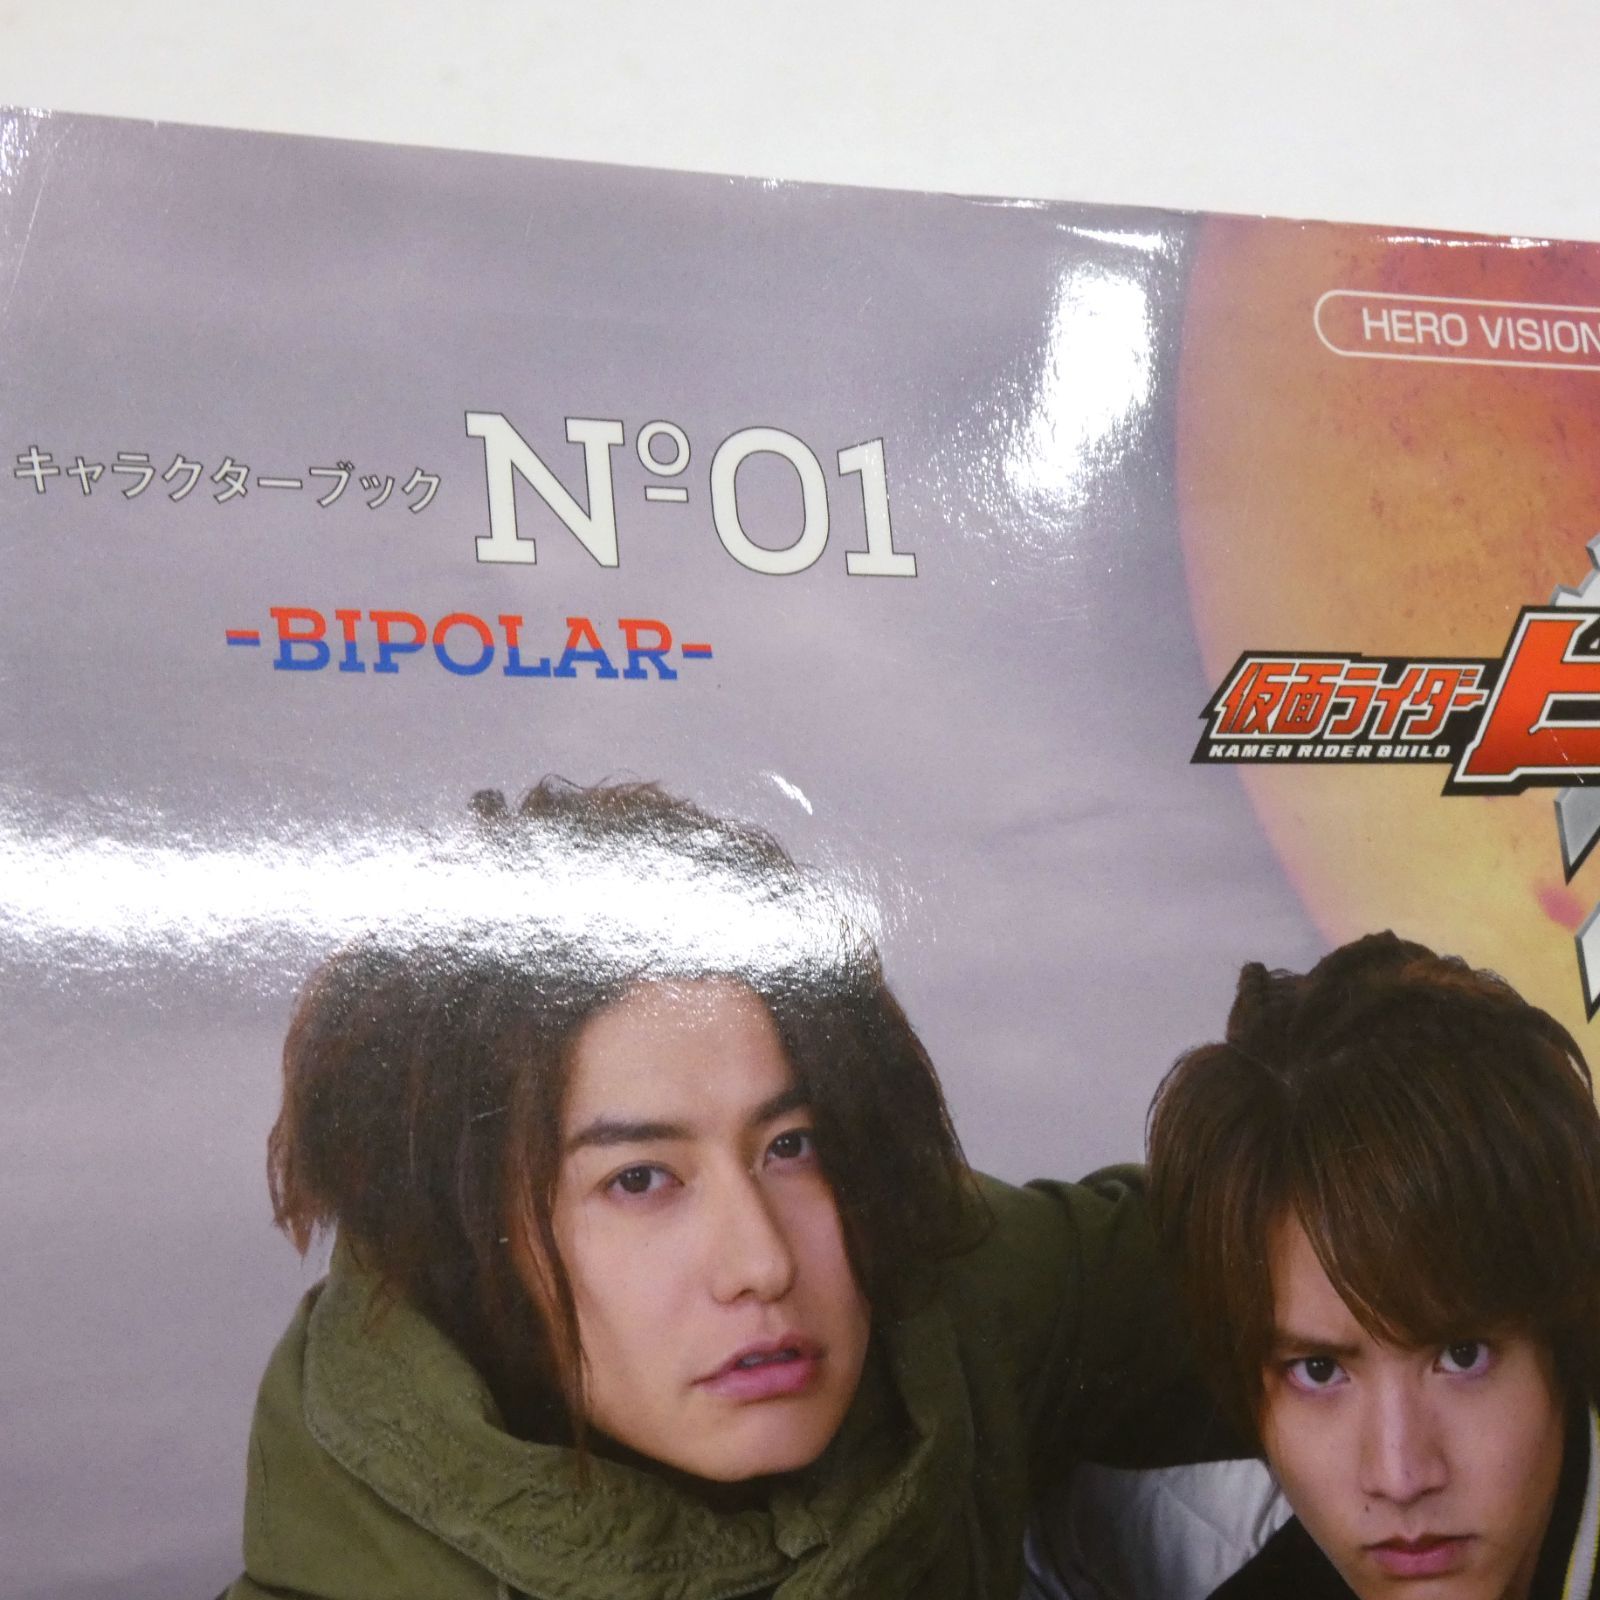 HERO VISION
キャラクターブック Nº01
-BIPOLAR-
仮面ライダー
KAMEN RIDER BUILD